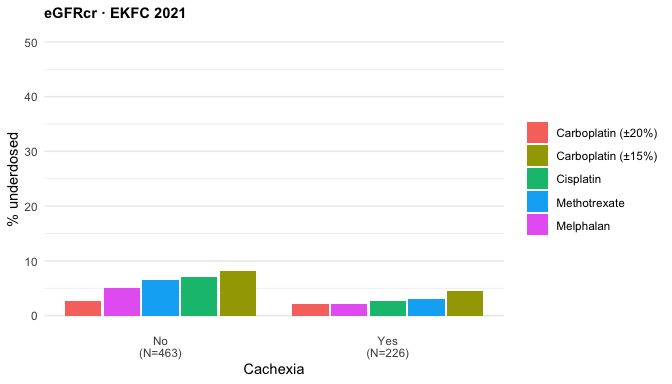 eGFRcr · EKFC 2021
% underdosed
50
40
30
20
10
0
No
(N=463)
Yes
(N=226)
Cachexia
Carboplatin (±20%)
Carboplatin (±15%)
Cisplatin
Methotrexate
Melphalan